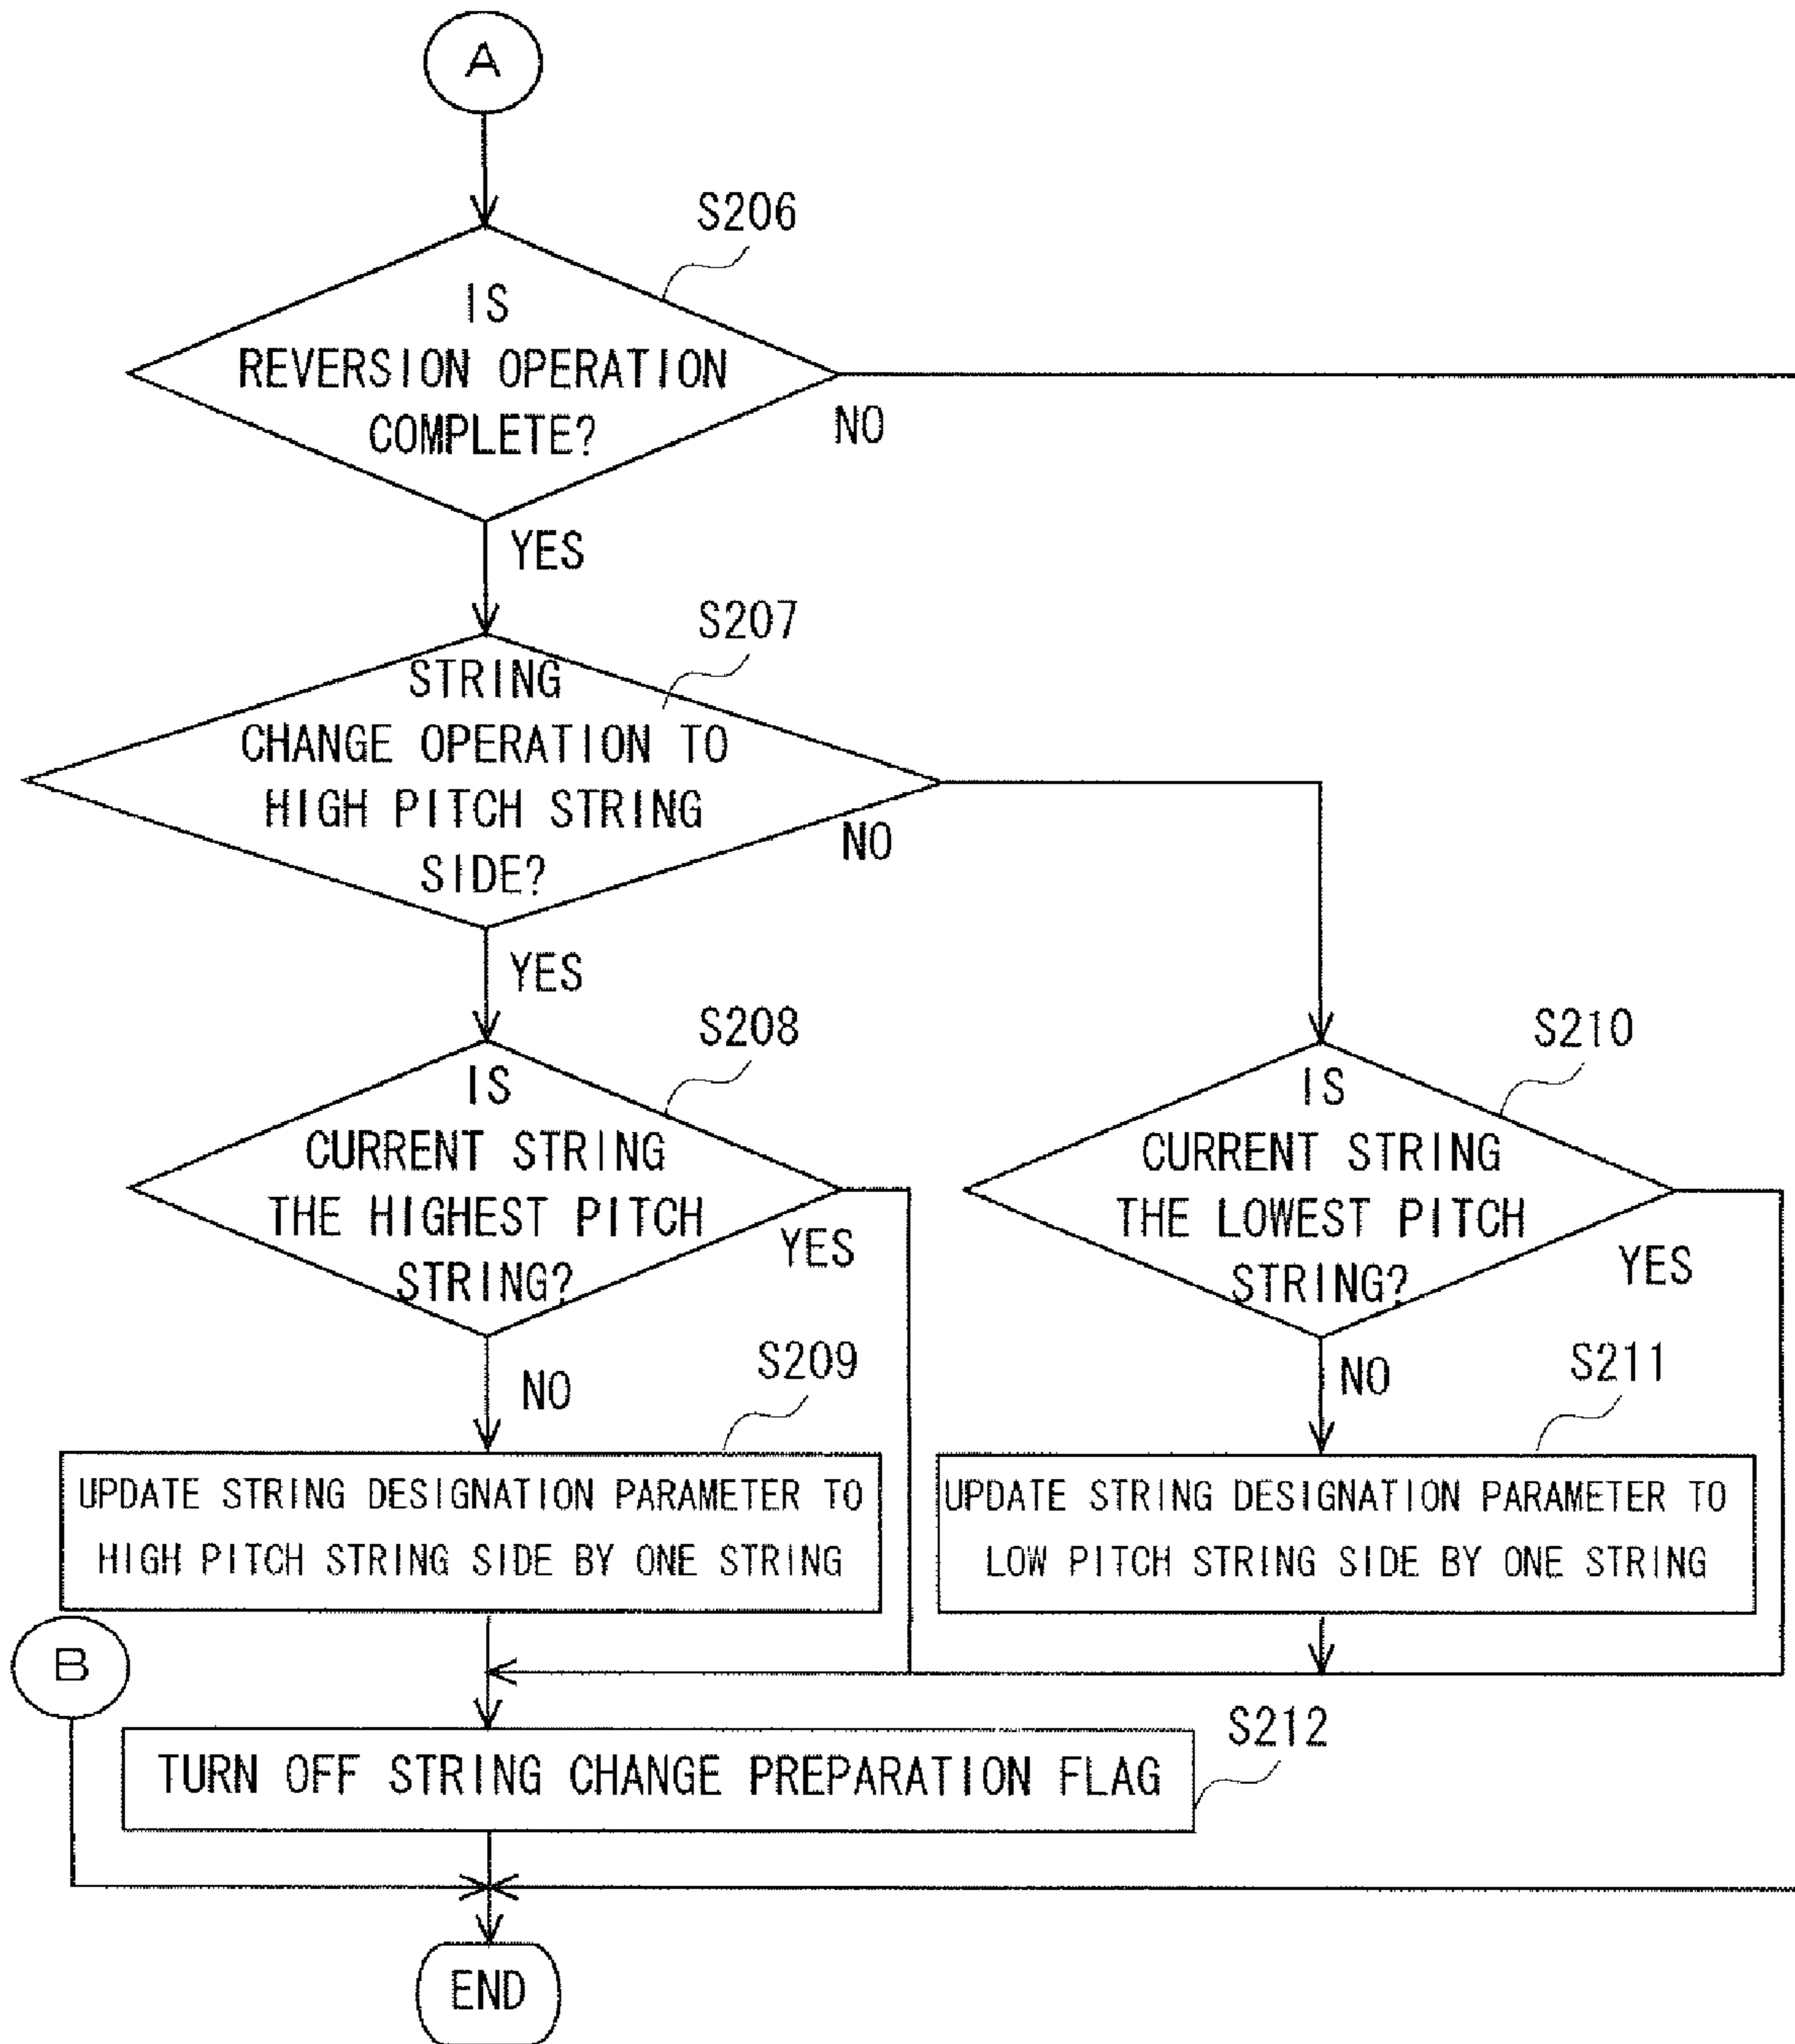 A
S206
IS
REVERSION OPERATION
COMPLETE?
NO
YES
S207
STRING
CHANGE OPERATION TO
HIGH PITCH STRING
SIDE?
NO
YES
S208
IS
CURRENT STRING
THE HIGHEST PITCH
STRING?
YES
NO
S210
IS
CURRENT STRING
THE LOWEST PITCH
STRING?
YES
NO
S209
UPDATE STRING DESIGNATION PARAMETER TO
HIGH PITCH STRING SIDE BY ONE STRING
S211
UPDATE STRING DESIGNATION PARAMETER TO
LOW PITCH STRING SIDE BY ONE STRING
B
S212
TURN OFF STRING CHANGE PREPARATION FLAG
END